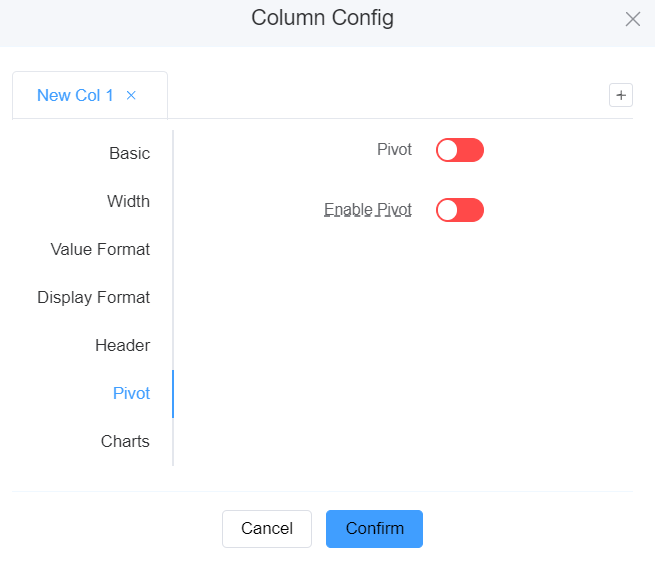 Column Config
New Col 1
Basic
Width
Value Format
Display Format
Header
Pivot
Charts
Pivot
Enable Pivot
Cancel
Confirm